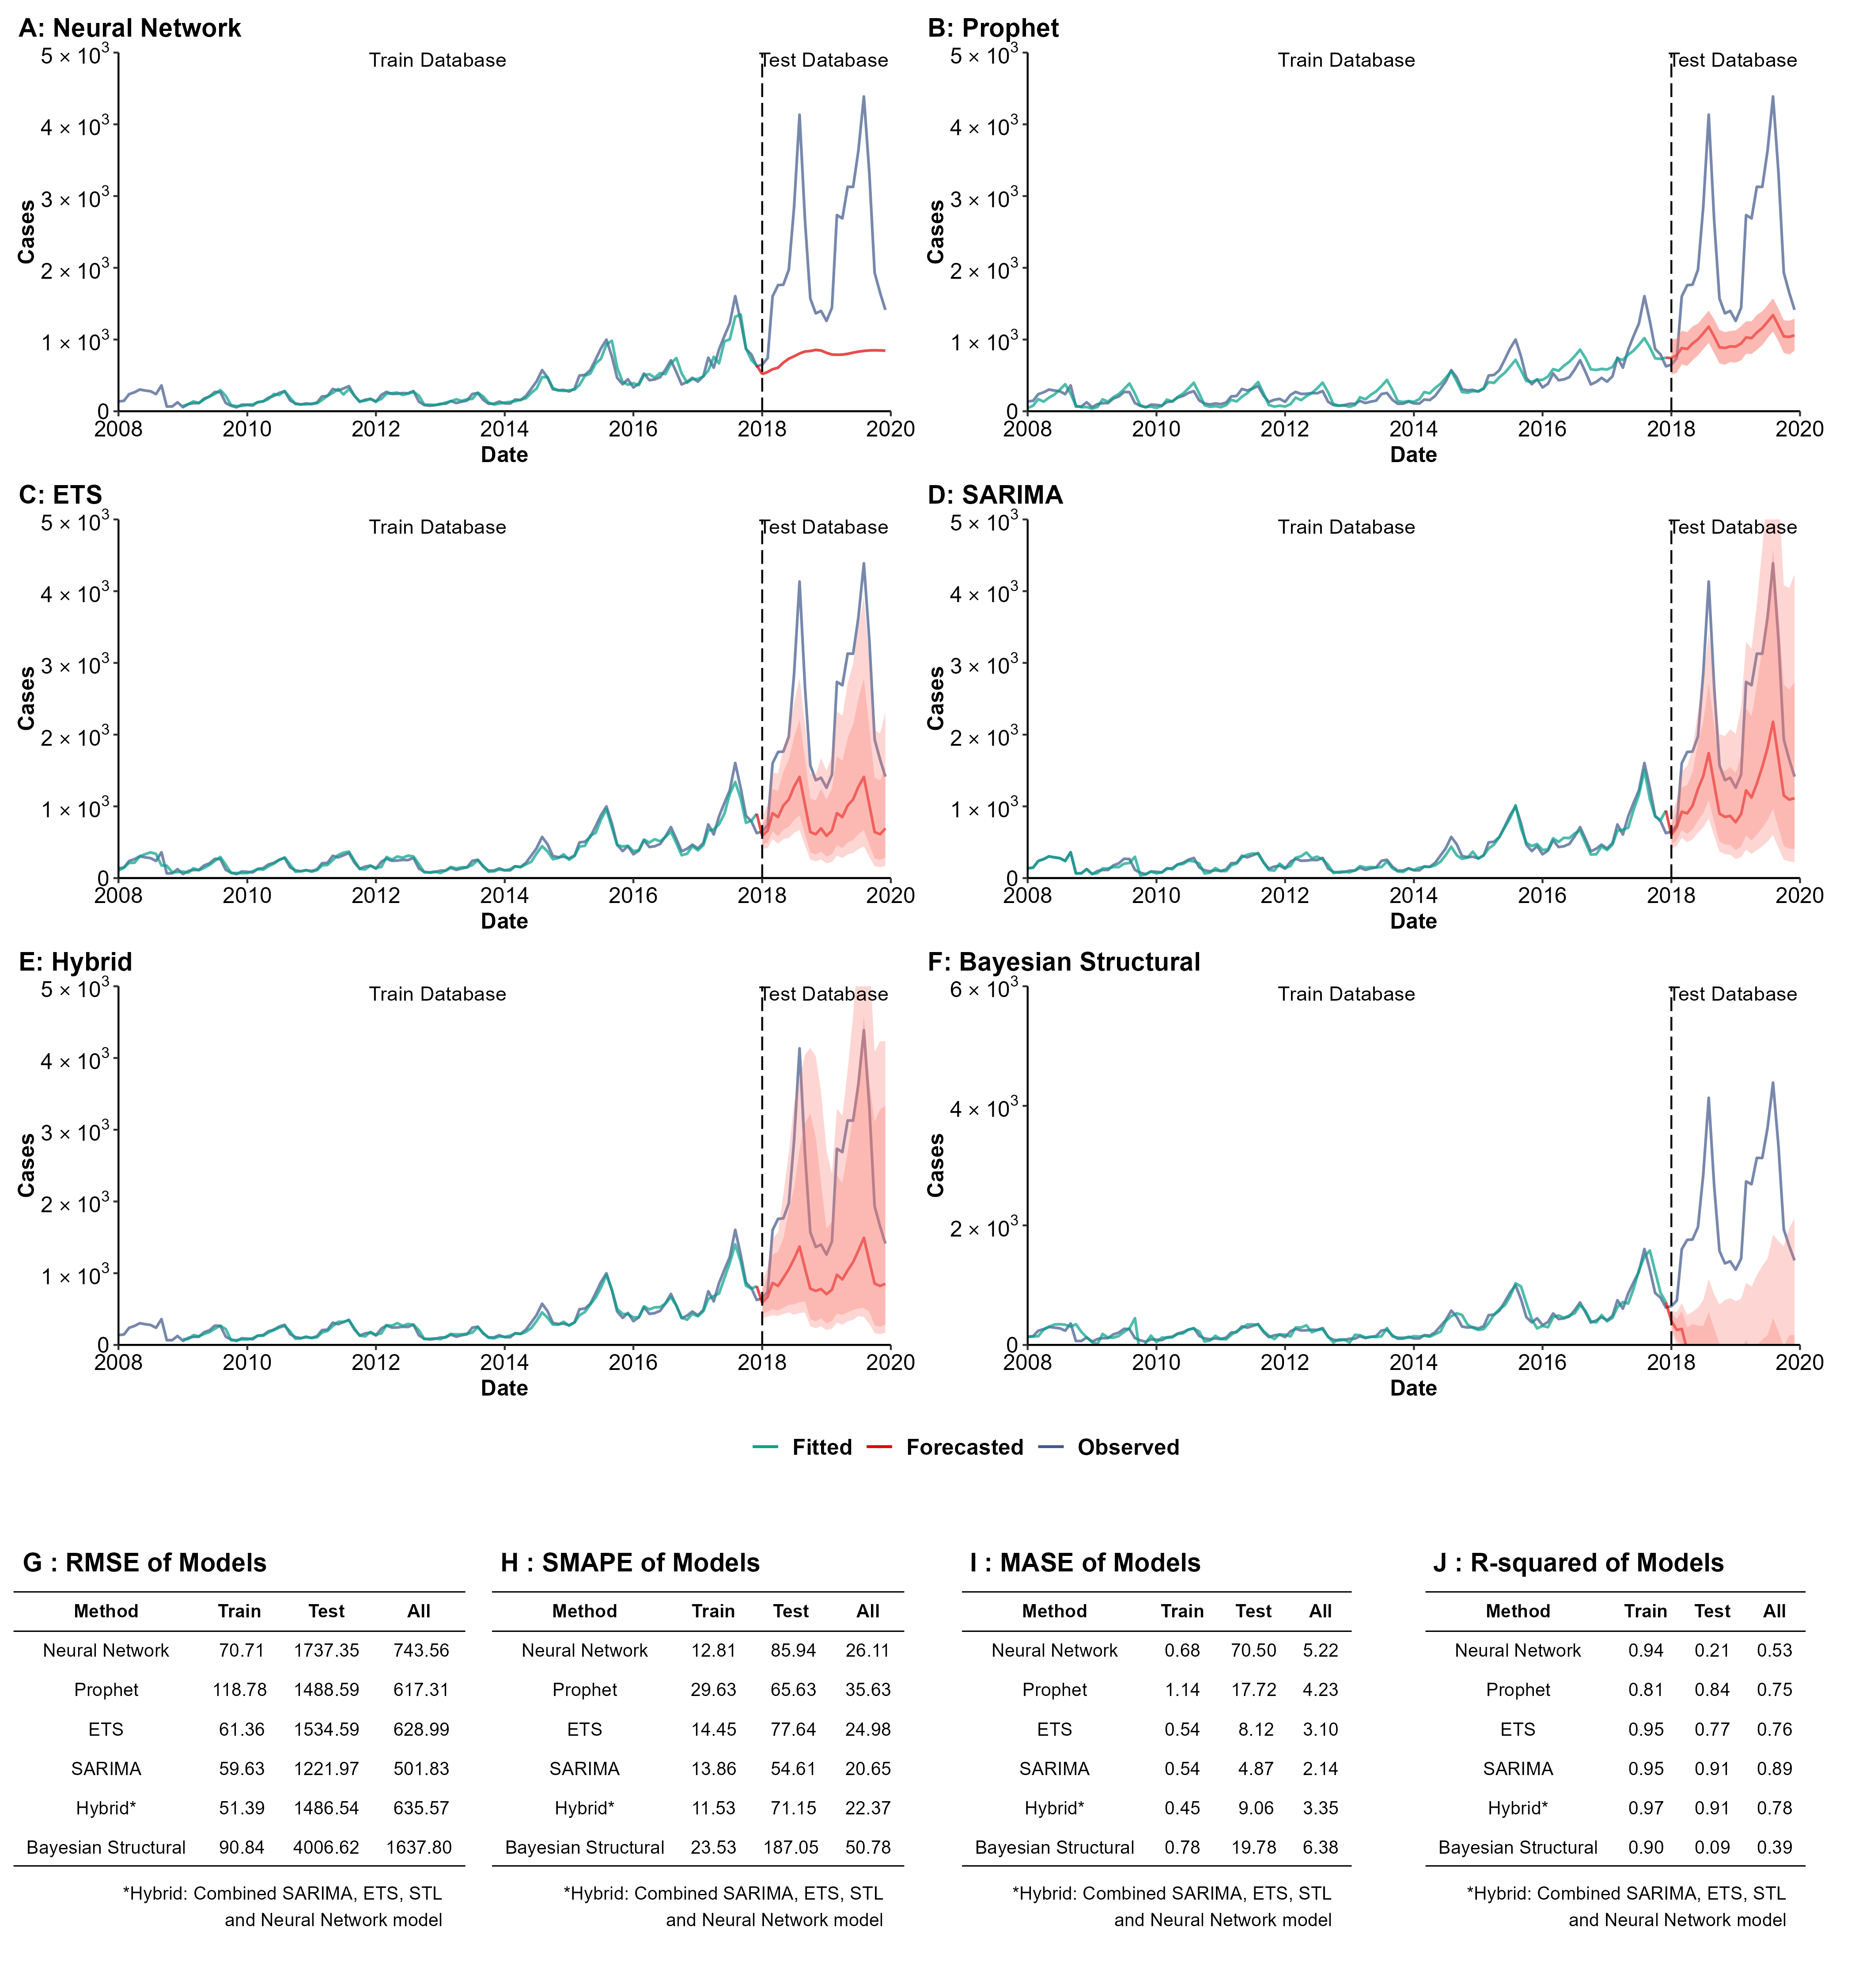 A: Neural Network
Train Database
Test Database
5 × 10³
4 × 10³
3 × 10³
2 × 10³
1 × 10³
0
Cases
2008 2010 2012 2014 2016 2018 2020
Date
B: Prophet
Train Database
Test Database
5 × 10³
4 × 10³
3 × 10³
2 × 10³
1 × 10³
0
Cases
2008 2010 2012 2014 2016 2018 2020
Date
C: ETS
Train Database
Test Database
5 × 10³
4 × 10³
3 × 10³
2 × 10³
1 × 10³
0
Cases
2008 2010 2012 2014 2016 2018 2020
Date
D: SARIMA
Train Database
Test Database
5 × 10³
4 × 10³
3 × 10³
2 × 10³
1 × 10³
0
Cases
2008 2010 2012 2014 2016 2018 2020
Date
E: Hybrid
Train Database
Test Database
5 × 10³
4 × 10³
3 × 10³
2 × 10³
1 × 10³
0
Cases
2008 2010 2012 2014 2016 2018 2020
Date
F: Bayesian Structural
Train Database
Test Database
6 × 10³
4 × 10³
2 × 10³
0
Cases
2008 2010 2012 2014 2016 2018 2020
Date
Fitted Forecasted Observed
G : RMSE of Models
Method Train Test All
Neural Network 70.71 1737.35 743.56
Prophet 118.78 1488.59 617.31
ETS 61.36 1534.59 628.99
SARIMA 59.63 1221.97 501.83
Hybrid* 51.39 1486.54 635.57
Bayesian Structural 90.84 4006.62 1637.80
*Hybrid: Combined SARIMA, ETS, STL
and Neural Network model
H : SMAPE of Models
Method Train Test All
Neural Network 12.81 85.94 26.11
Prophet 29.63 65.63 35.63
ETS 14.45 77.64 24.98
SARIMA 13.86 54.61 20.65
Hybrid* 11.53 71.15 22.37
Bayesian Structural 23.53 187.05 50.78
*Hybrid: Combined SARIMA, ETS, STL
and Neural Network model
I : MASE of Models
Method Train Test All
Neural Network 0.68 70.50 5.22
Prophet 1.14 17.72 4.23
ETS 0.54 8.12 3.10
SARIMA 0.54 4.87 2.14
Hybrid* 0.45 9.06 3.35
Bayesian Structural 0.78 19.78 6.38
*Hybrid: Combined SARIMA, ETS, STL
and Neural Network model
J : R-squared of Models
Method Train Test All
Neural Network 0.94 0.21 0.53
Prophet 0.81 0.84 0.75
ETS 0.95 0.77 0.76
SARIMA 0.95 0.91 0.89
Hybrid* 0.97 0.91 0.78
Bayesian Structural 0.90 0.09 0.39
*Hybrid: Combined SARIMA, ETS, STL
and Neural Network model